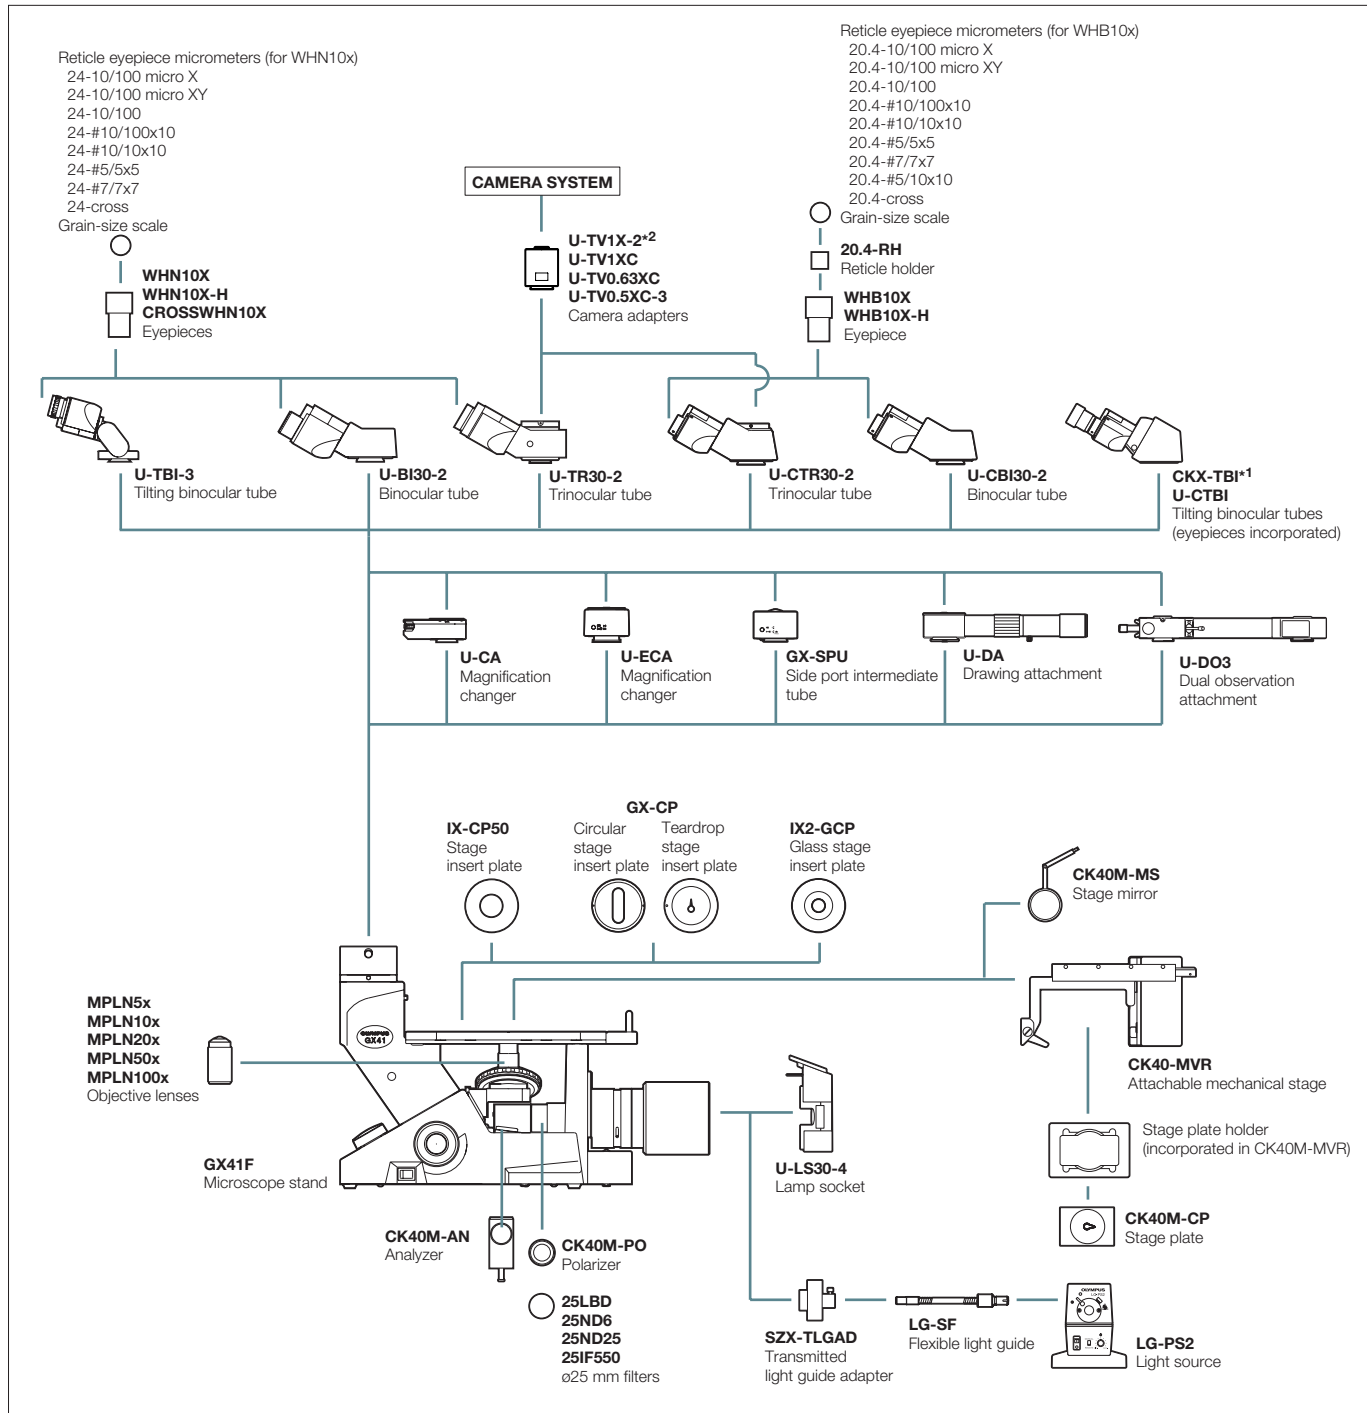 Reticle eyepiece micrometers (for WHN10x)
24-10/100 micro X
24-10/100 micro XY
24-10/100
24-#10/100x10
24-#10/10x10
24-#5/5x5
24-#7/7x7
24-cross
Grain-size scale
WHN10X
WHN10X-H
CROSSWHN10X
Eyepieces
CAMERA SYSTEM
U-TV1X-2*2
U-TV1XC
U-TV0.63XC
U-TV0.5XC-3
Camera adapters
Reticle eyepiece micrometers (for WHB10x)
20.4-10/100 micro X
20.4-10/100 micro XY
20.4-10/100
20.4-#10/100x10
20.4-#10/10x10
20.4-#5/5x5
20.4-#7/7x7
20.4-#5/10x10
20.4-cross
Grain-size scale
20.4-RH
Reticle holder
WHB10X
WHB10X-H
Eyepiece
U-TBI-3
Tilting binocular tube
U-BI30-2
Binocular tube
U-TR30-2
Trinocular tube
U-CTR30-2
Trinocular tube
U-CBI30-2
Binocular tube
CKX-TBI*1
U-CTBI
Tilting binocular tubes
(eyepieces incorporated)
U-CA
Magnification
changer
U-ECA
Magnification
changer
GX-SPU
Side port intermediate
tube
U-DA
Drawing attachment
U-DO3
Dual observation
attachment
IX-CP50
Stage
insert plate
GX-CP
Circular
stage
insert plate
Teardrop
stage
insert plate
IX2-GCP
Glass stage
insert plate
CK40M-MS
Stage mirror
MPLN5x
MPLN10x
MPLN20x
MPLN50x
MPLN100x
Objective lenses
OLYMPUS
GX41
CK40-MVR
Attachable mechanical stage
GX41F
Microscope stand
U-LS30-4
Lamp socket
Stage plate holder
(incorporated in CK40M-MVR)
CK40M-CP
Stage plate
CK40M-AN
Analyzer
CK40M-PO
Polarizer
25LBD
25ND6
25ND25
25IF550
ø25 mm filters
SZX-TLGAD
Transmitted
light guide adapter
LG-SF
Flexible light guide
OLYMPUS
LG-PS2
LG-PS2
Light source